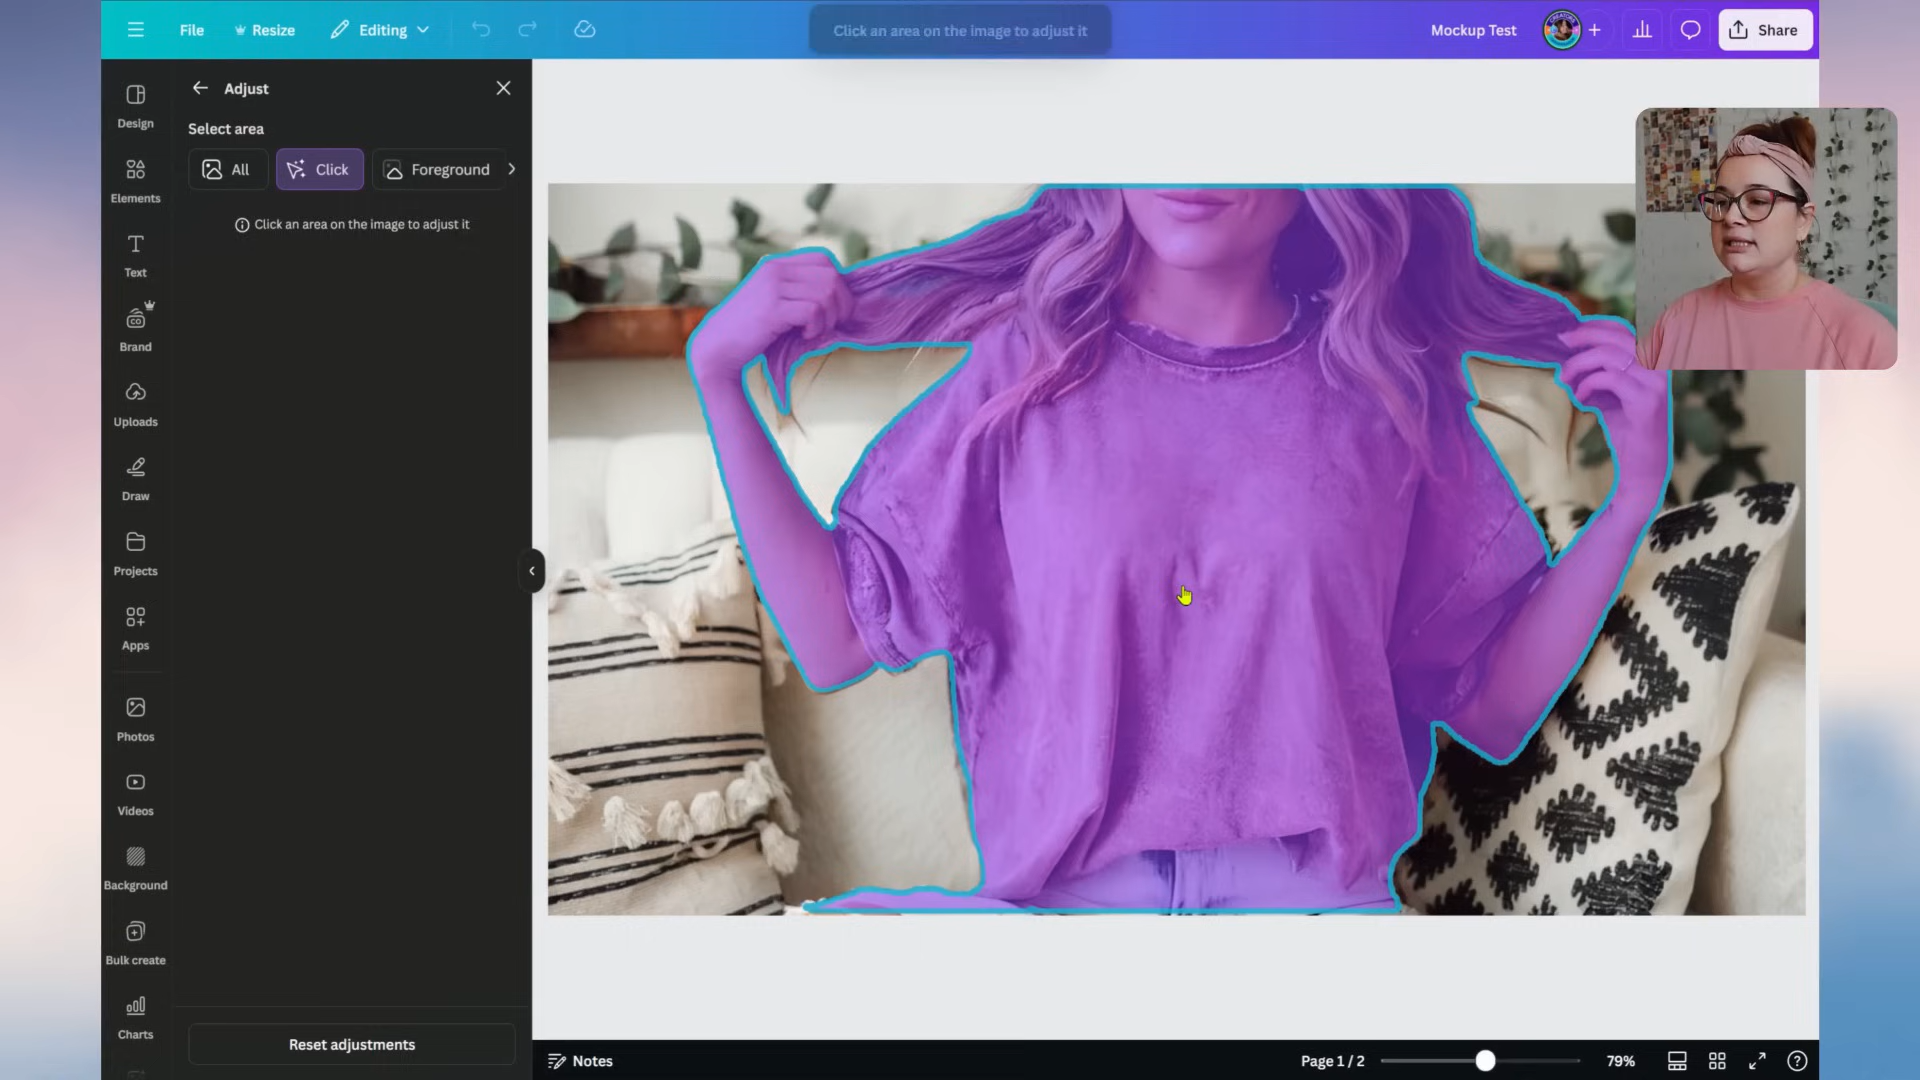 File
Resize
Editing
Click an area on the image to adjust it
Mockup Test
Share
Adjust
Select area
All
Click
Foreground
Click an area on the image to adjust it
Design
Elements
Text
CO
Brand
Uploads
Draw
Projects
Apps
Photos
Videos
Background
Bulk create
Charts
Reset adjustments
Notes
Page 1 / 2
79%